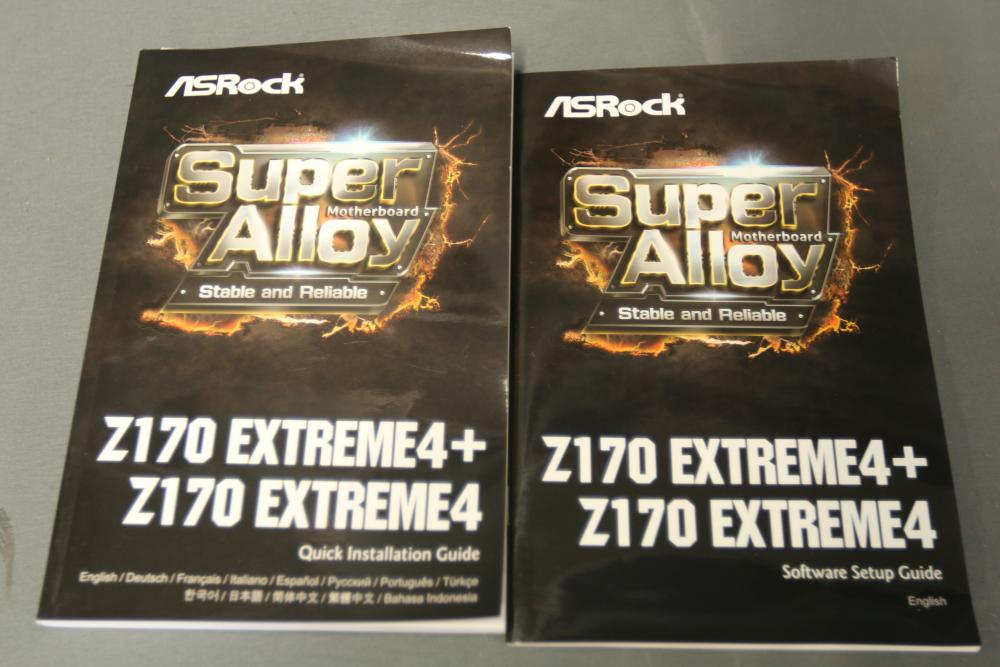 ASRock
Super
Motherboard
Alloy
Stable and Reliable
Z170 EXTREME4+
Z170 EXTREME4
Quick Installation Guide
English / Deutsch / Français / Italiano / Español / Русский / Português / Türkçe
한국어 / 日本語 / 简体中文 / 繁體中文 / Bahasa Indonesia
ASRock
Super
Motherboard
Alloy
Stable and Reliable
Z170 EXTREME4+
Z170 EXTREME4
Software Setup Guide
English